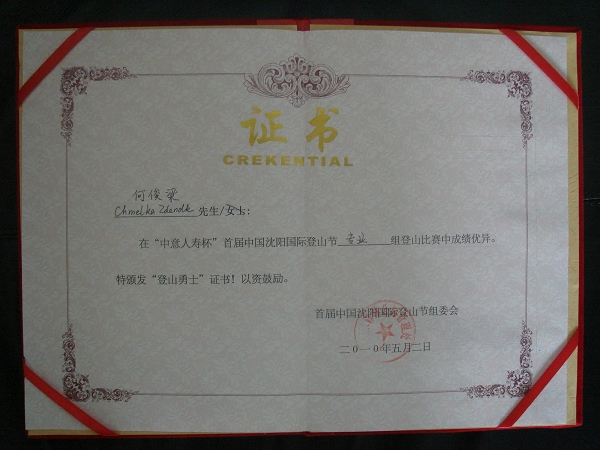 证书
CREKENTIAL
何俊梁
Chmelka Zdenek 先生/女士:
在“中意人寿杯”首届中国沈阳国际登山节 专业 组登山比赛中成绩优异。
特颁发“登山勇士”证书！以资鼓励。
首届中国沈阳国际登山节组委会
二〇一〇年五月二日